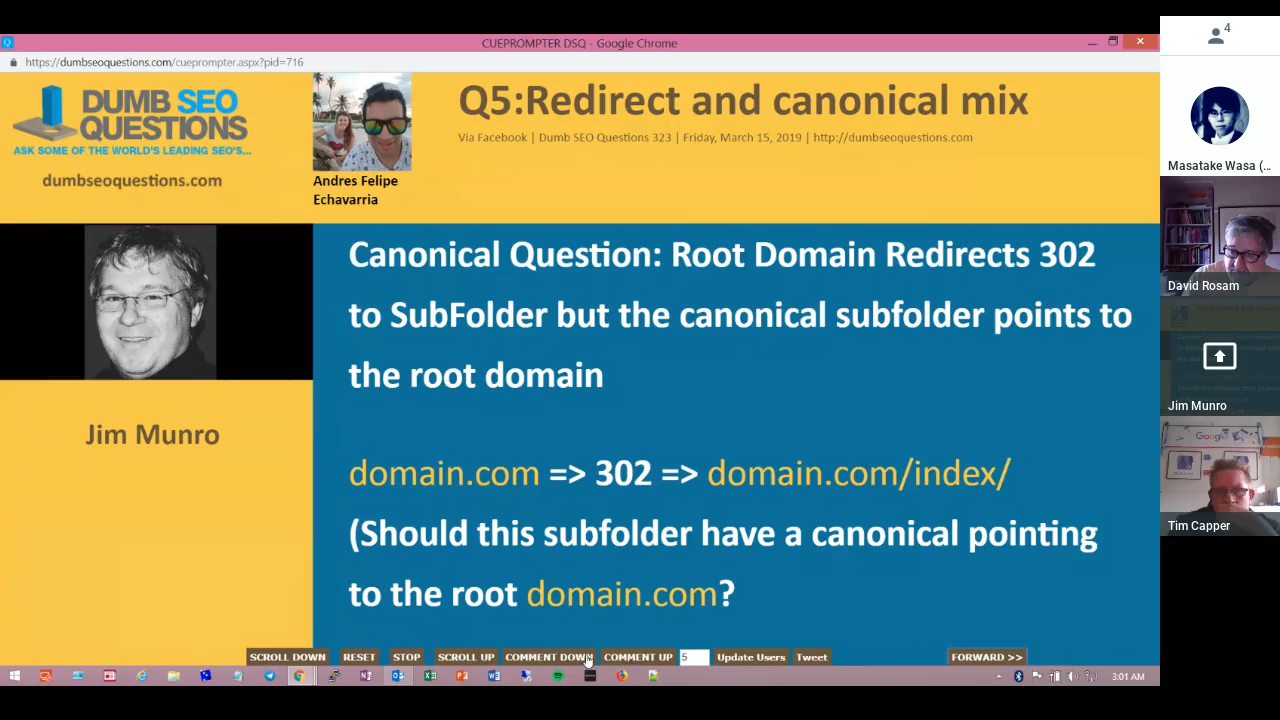 CUEPROMPTER DSQ - Google Chrome
https://dumbseoquestions.com/cueprompter.aspx?pid=716
DUMB SEO
QUESTIONS
ASK SOME OF THE WORLD'S LEADING SEO'S...
dumbseoquestions.com
Andres Felipe
Echavarria
Q5:Redirect and canonical mix
Via Facebook | Dumb SEO Questions 323 | Friday, March 15, 2019 | http://dumbseoquestions.com
Jim Munro
Canonical Question: Root Domain Redirects 302
to SubFolder but the canonical subfolder points to
the root domain
domain.com => 302 => domain.com/index/
(Should this subfolder have a canonical pointing
to the root domain.com?
SCROLL DOWN
RESET
STOP
SCROLL UP
COMMENT DOWN
COMMENT UP
5
Update Users
Tweet
FORWARD >>
3:01 AM
4
Masatake Wasa (...
David Rosam
Jim Munro
Google
Tim Capper